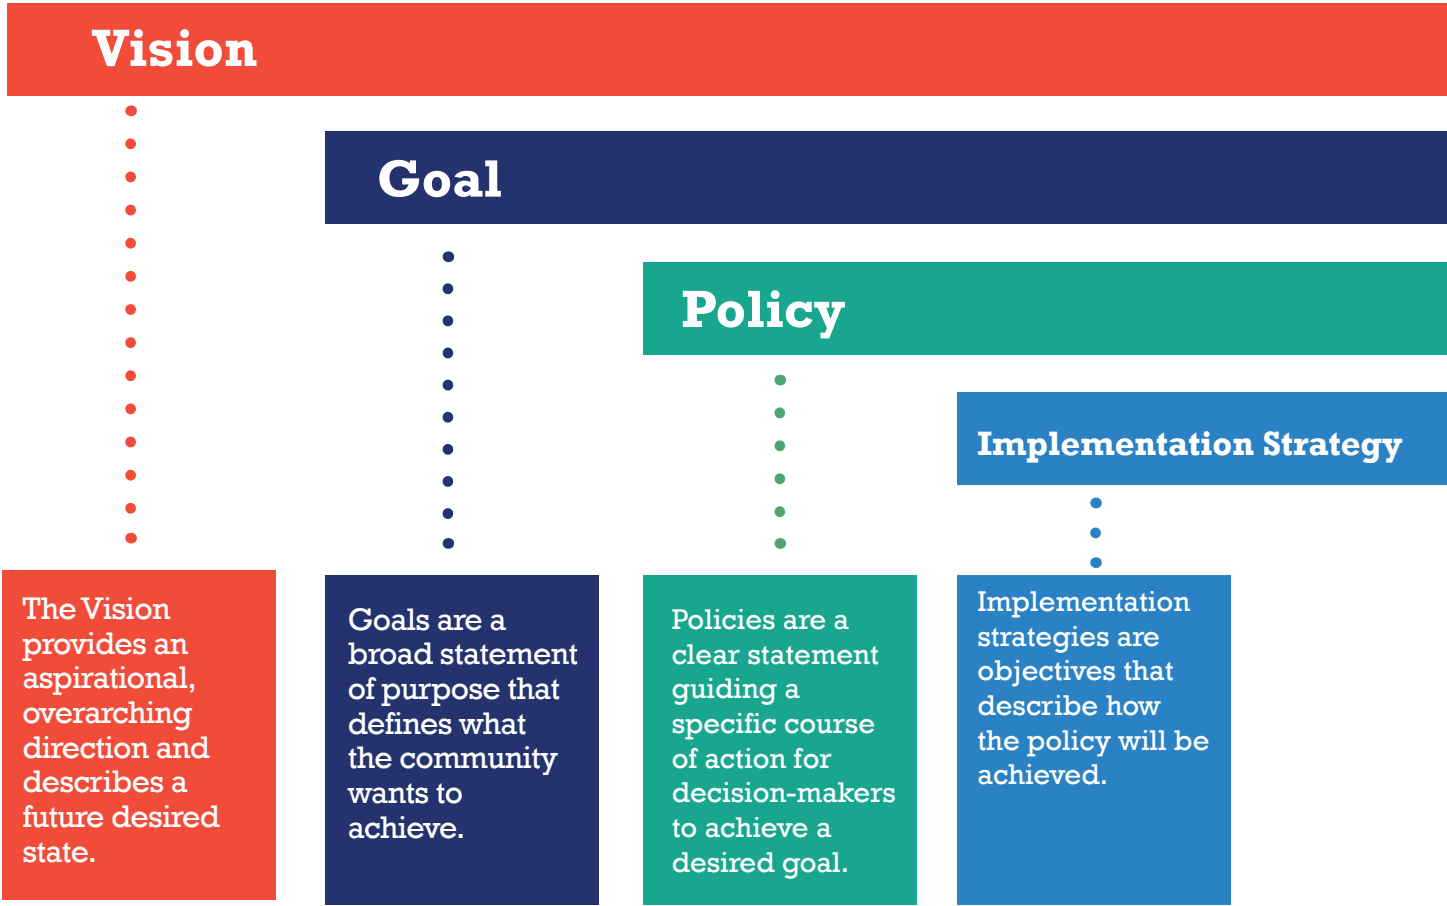 Vision
Goal
Policy
Implementation Strategy
The Vision
provides an
aspirational,
overarching
direction and
describes a
future desired
state.
Goals are a
broad statement
of purpose that
defines what
the community
wants to
achieve.
Policies are a
clear statement
guiding a
specific course
of action for
decision-makers
to achieve a
desired goal.
Implementation
strategies are
objectives that
describe how
the policy will be
achieved.